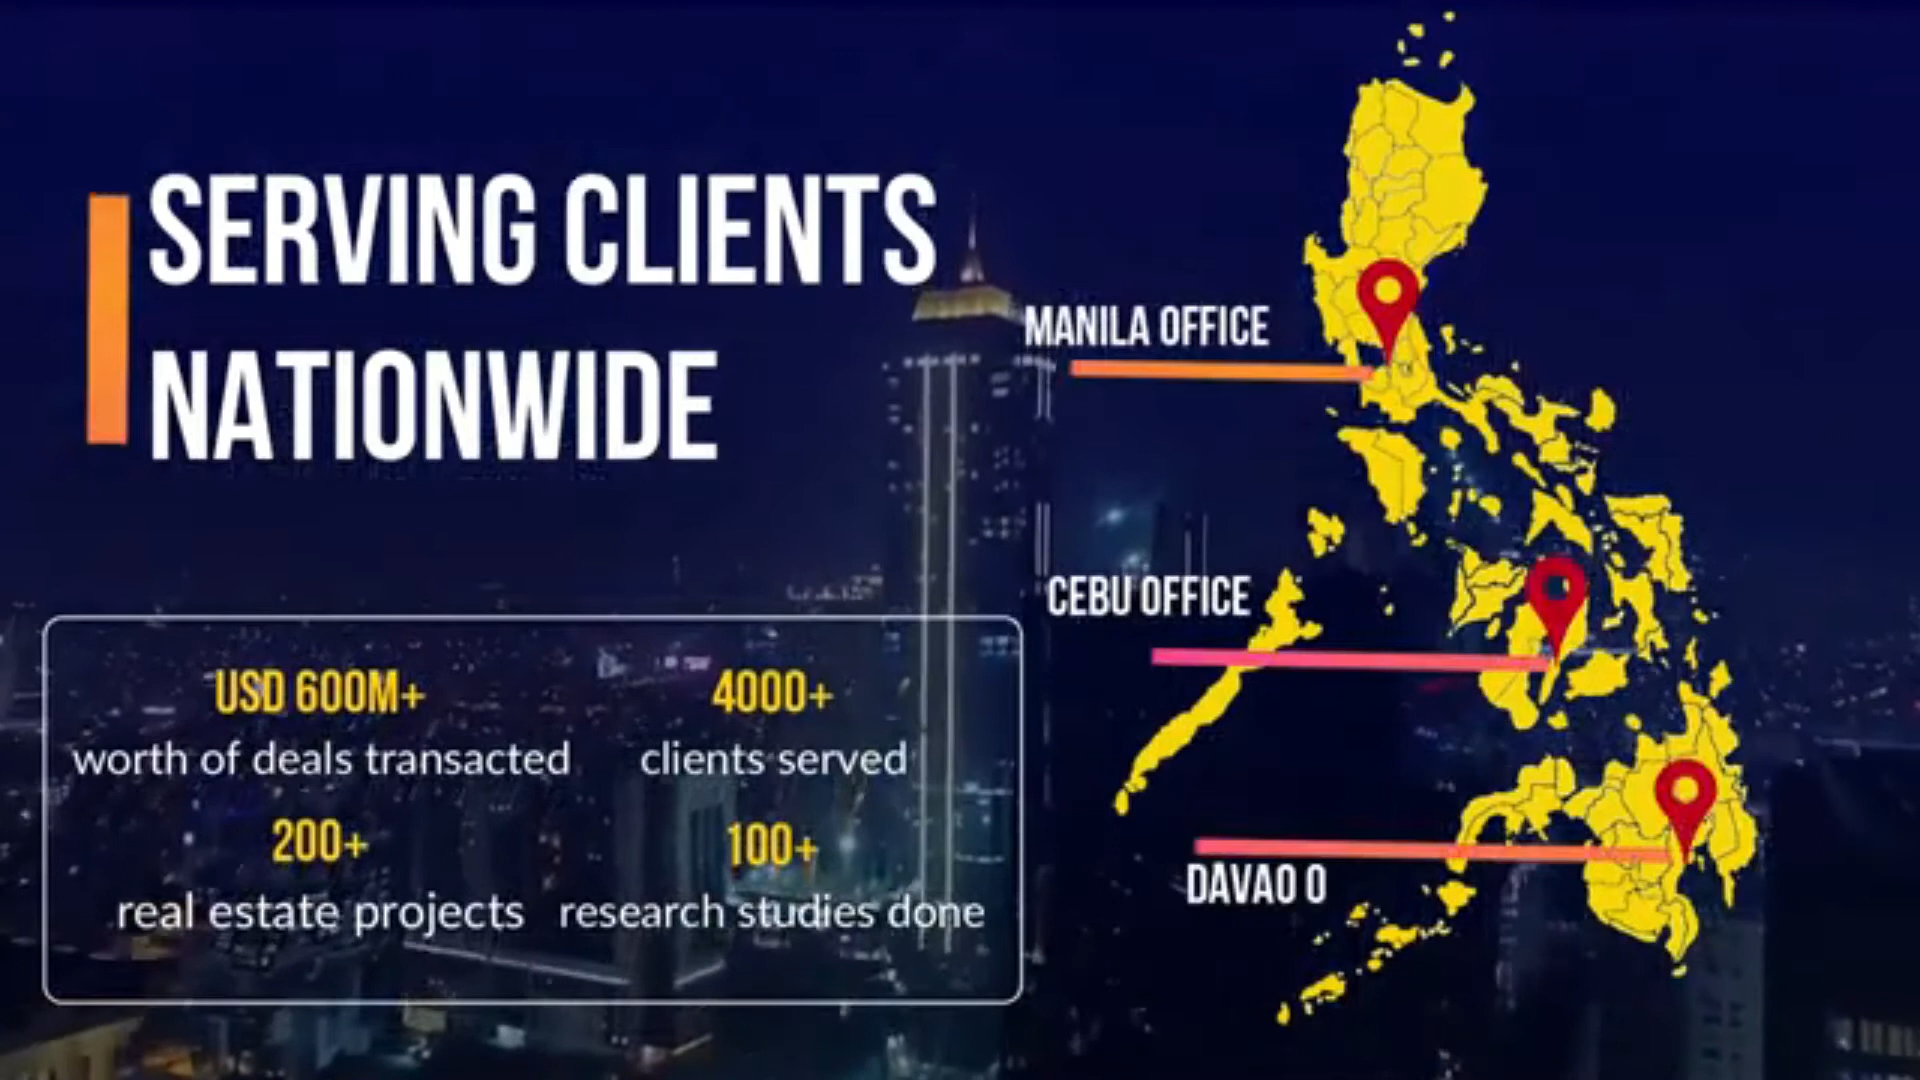 SERVING CLIENTS
NATIONWIDE
MANILA OFFICE
CEBU OFFICE
USD 600M+
worth of deals transacted
4000+
clients served
200+
real estate projects
100+
research studies done
DAVAO O